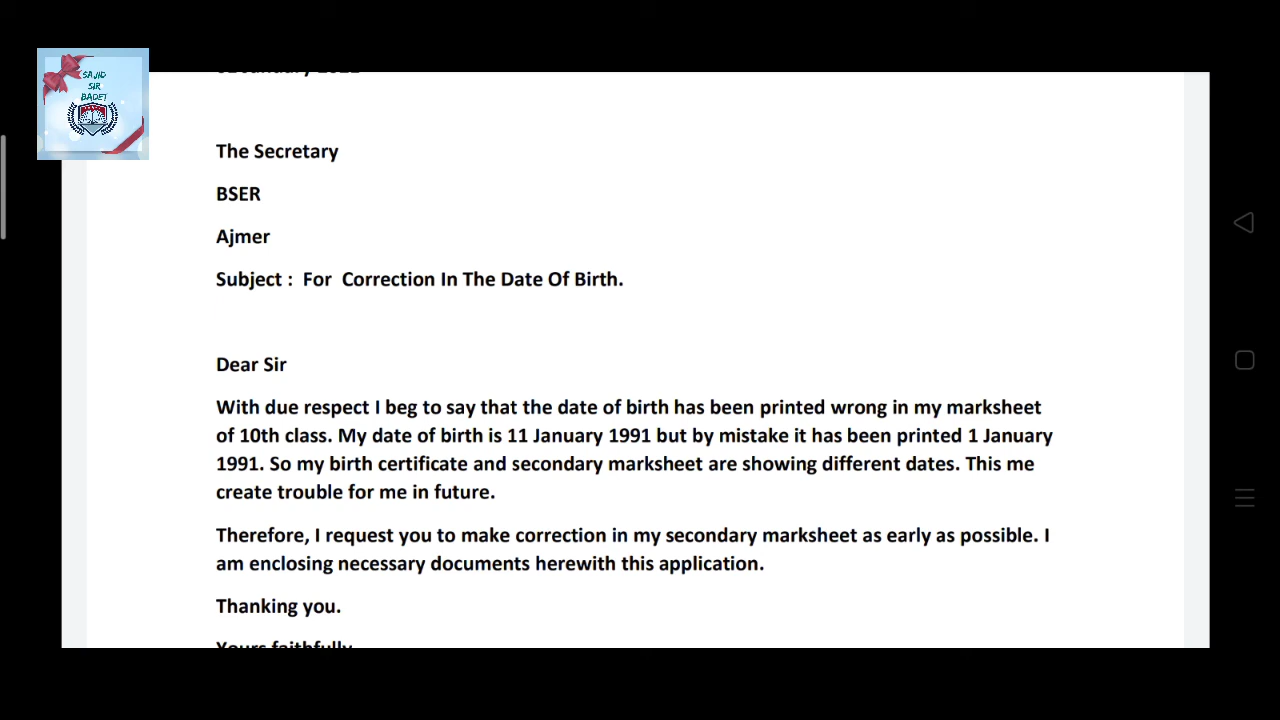 SAJID
SIR
BADET
The Secretary
BSER
Ajmer
Subject : For Correction In The Date Of Birth.
Dear Sir
With due respect I beg to say that the date of birth has been printed wrong in my marksheet
of 10th class. My date of birth is 11 January 1991 but by mistake it has been printed 1 January
1991. So my birth certificate and secondary marksheet are showing different dates. This me
create trouble for me in future.
Therefore, I request you to make correction in my secondary marksheet as early as possible. I
am enclosing necessary documents herewith this application.
Thanking you.
Yours faithfully